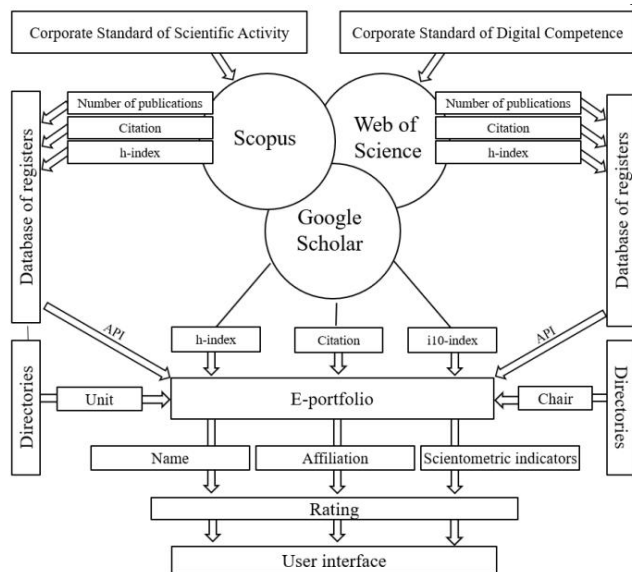 Corporate Standard of Scientific Activity
Corporate Standard of Digital Competence
Number of publications
Citation
h-index
Scopus
Web of
Science
Number of publications
Citation
h-index
Database of registers
Database of registers
Google
Scholar
API
API
h-index
Citation
i10-index
Directories
Unit
E-portfolio
Chair
Directories
Name
Affiliation
Scientometric indicators
Rating
User interface